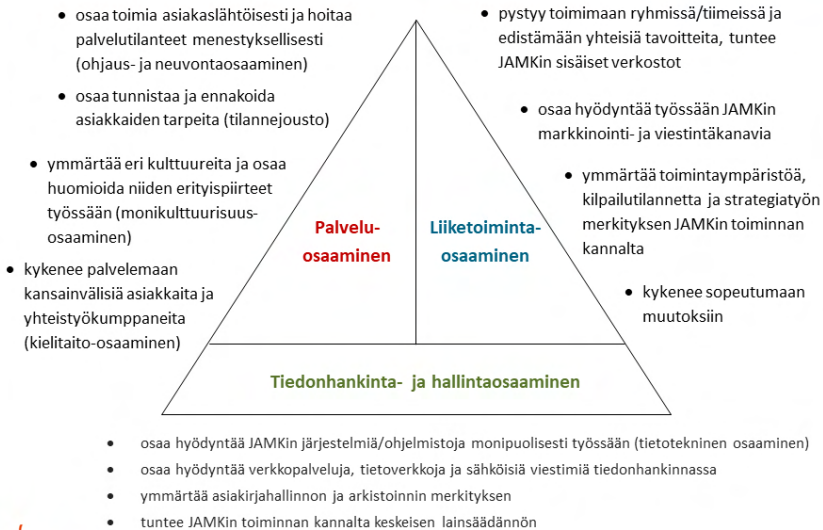 • osaa toimia asiakaslähtöisesti ja hoitaa
palvelutilanteet menestyksellisesti
(ohjaus- ja neuvontaosaaminen)
• osaa tunnistaa ja ennakoida
asiakkaiden tarpeita (tilannejousto)
• ymmärtää eri kulttuureita ja osaa
huomioida niiden erityispiirteet
työssään (monikulttuurisuus-
osaaminen)
• kykenee palvelemaan
kansainvälisiä asiakkaita ja
yhteistyökumppaneita
(kielitaito-osaaminen)
• pystyy toimimaan ryhmissä/tiimeissä ja
edistämään yhteisiä tavoitteita, tuntee
JAMKin sisäiset verkostot
• osaa hyödyntää työssään JAMKin
markkinointi- ja viestintäkanavia
• ymmärtää toimintaympäristöä,
kilpailutilannetta ja strategiatyön
merkityksen JAMKin toiminnan
kannalta
• kykenee sopeutumaan
muutoksiin
Palvelu-
osaaminen
Liiketoiminta-
osaaminen
Tiedonhankinta- ja hallintaosaaminen
• osaa hyödyntää JAMKin järjestelmiä/ohjelmistoja monipuolisesti työssään (tietotekninen osaaminen)
• osaa hyödyntää verkkopalveluja, tietoverkkoja ja sähköisiä viestimiä tiedonhankinnassa
• ymmärtää asiakirjahallinnon ja arkistoinnin merkityksen
• tuntee JAMKin toiminnan kannalta keskeisen lainsäädännön